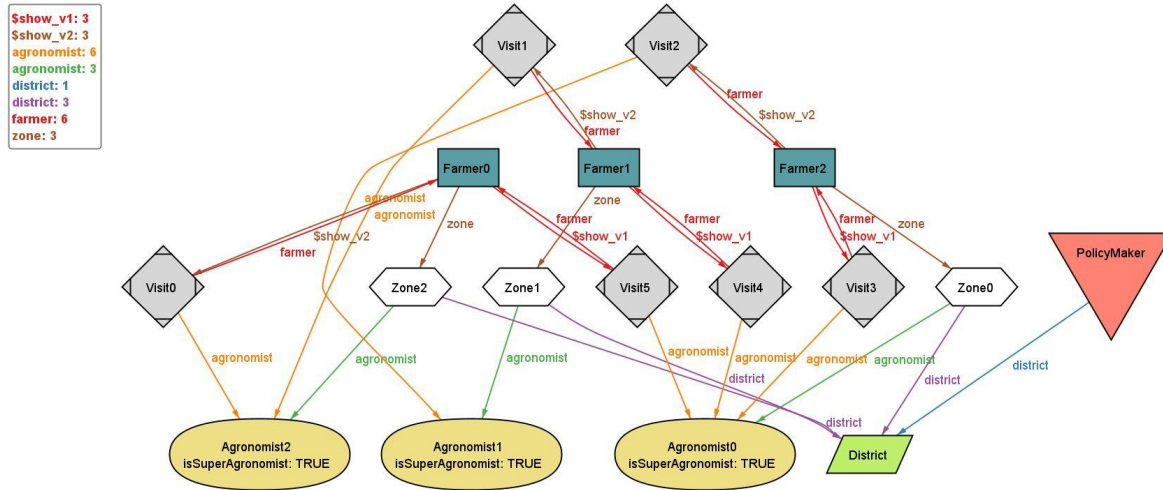 $show_v1: 3
$show_v2: 3
agronomist: 6
agronomist: 3
district: 1
district: 3
farmer: 6
zone: 3
Visit1
Visit2
farmer
$show_v2
$show_v2
farmer
Farmer0
Farmer1
Farmer2
agronomist
zone
agronomist
farmer
farmer
farmer
zone
zone
$show_v2
$show_v1
$show_v1
$show_v1
farmer
PolicyMaker
Visit0
Zone2
Zone1
Visit5
Visit4
Visit3
Zone0
agronomist
agronomist
agronomist
agronomist
agronomist
agronomist
agronomist
district
district
district
district
Agronomist2
isSuperAgronomist: TRUE
Agronomist1
isSuperAgronomist: TRUE
Agronomist0
isSuperAgronomist: TRUE
District